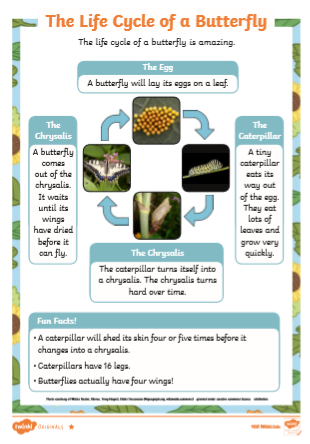 The Life Cycle of a Butterfly
The life cycle of a butterfly is amazing.
The Egg
A butterfly will lay its eggs on a leaf.
The
Caterpillar
A tiny
caterpillar
eats its
way out
of the egg.
They eat
lots of
leaves and
grow very
quickly.
The Chrysalis
The caterpillar turns itself into
a chrysalis. The chrysalis turns
hard over time.
The
Chrysalis
A butterfly
comes
out of the
chrysalis.
It waits
until its
wings
have dried
before it
can fly.
Fun Facts!
• A caterpillar will shed its skin four or five times before it
changes into a chrysalis.
• Caterpillars have 16 legs.
• Butterflies actually have four wings!
twinkl ORIGINALS